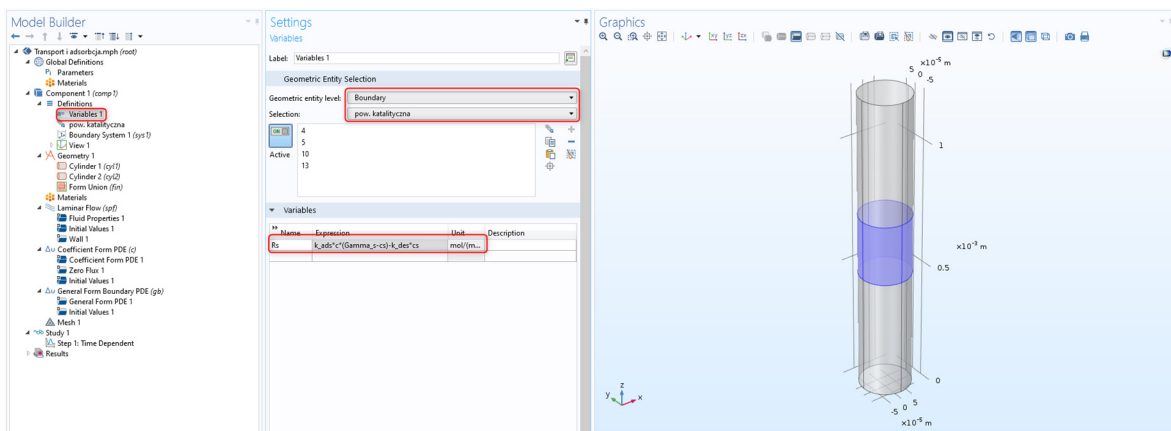 Model Builder
Transport i adsorbcja.mph (root)
Global Definitions
Pi Parameters
Materials
Component 1 (comp1)
Definitions
Variables 1
pow. katalityczna
Boundary System 1 (sys1)
View 1
Geometry 1
Cylinder 1 (cyl1)
Cylinder 2 (cyl2)
Form Union (fin)
Materials
Laminar Flow (spf)
Fluid Properties 1
Initial Values 1
Wall 1
Δu Coefficient Form PDE (c)
Coefficient Form PDE 1
Zero Flux 1
Initial Values 1
Δu General Form Boundary PDE (gb)
General Form PDE 1
Initial Values 1
Mesh 1
Study 1
Step 1: Time Dependent
Results
Settings
Variables
Label: Variables 1
Geometric Entity Selection
Geometric entity level: Boundary
Selection: pow. katalityczna
Active
4
5
10
13
Variables
Name Expression Unit Description
Rs k_ads*c*(Gamma_s-cs)-k_des*cs mol/(m...
Graphics
×10⁻⁵ m
5 0 -5
1
×10⁻³ m
0.5
0
-5 0 5
×10⁻⁵ m
z
y x